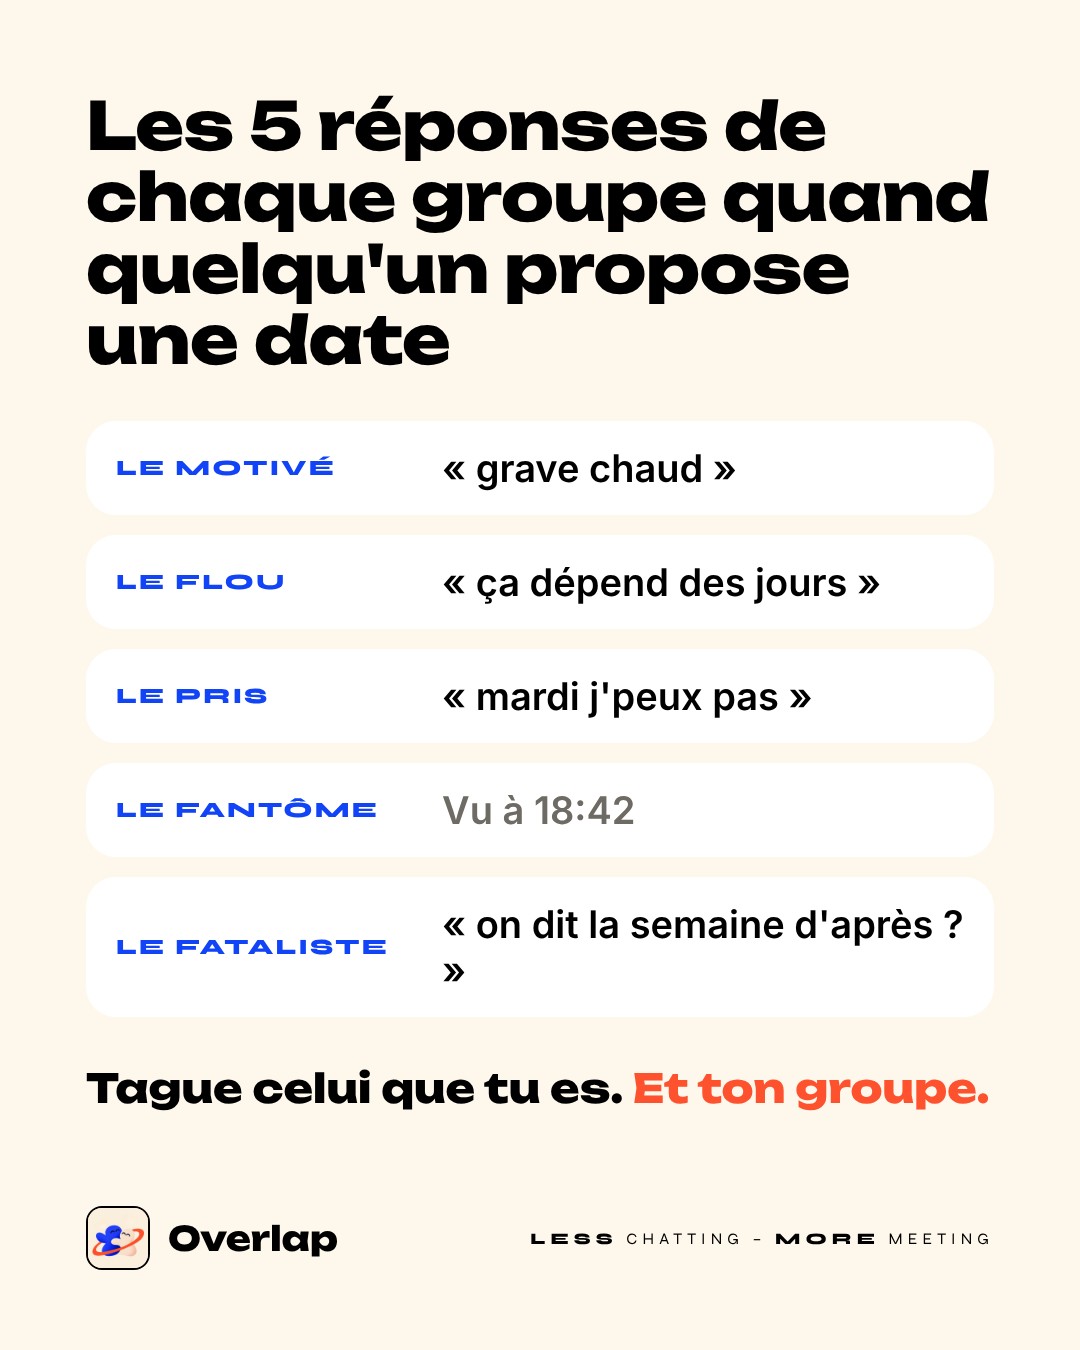 Les 5 réponses de
chaque groupe quand
quelqu'un propose
une date
LE MOTIVÉ « grave chaud »
LE FLOU « ça dépend des jours »
LE PRIS « mardi j'peux pas »
LE FANTÔME Vu à 18:42
LE FATALISTE « on dit la semaine d'après ?
»
Tague celui que tu es. Et ton groupe.
Overlap LESS CHATTING – MORE MEETING